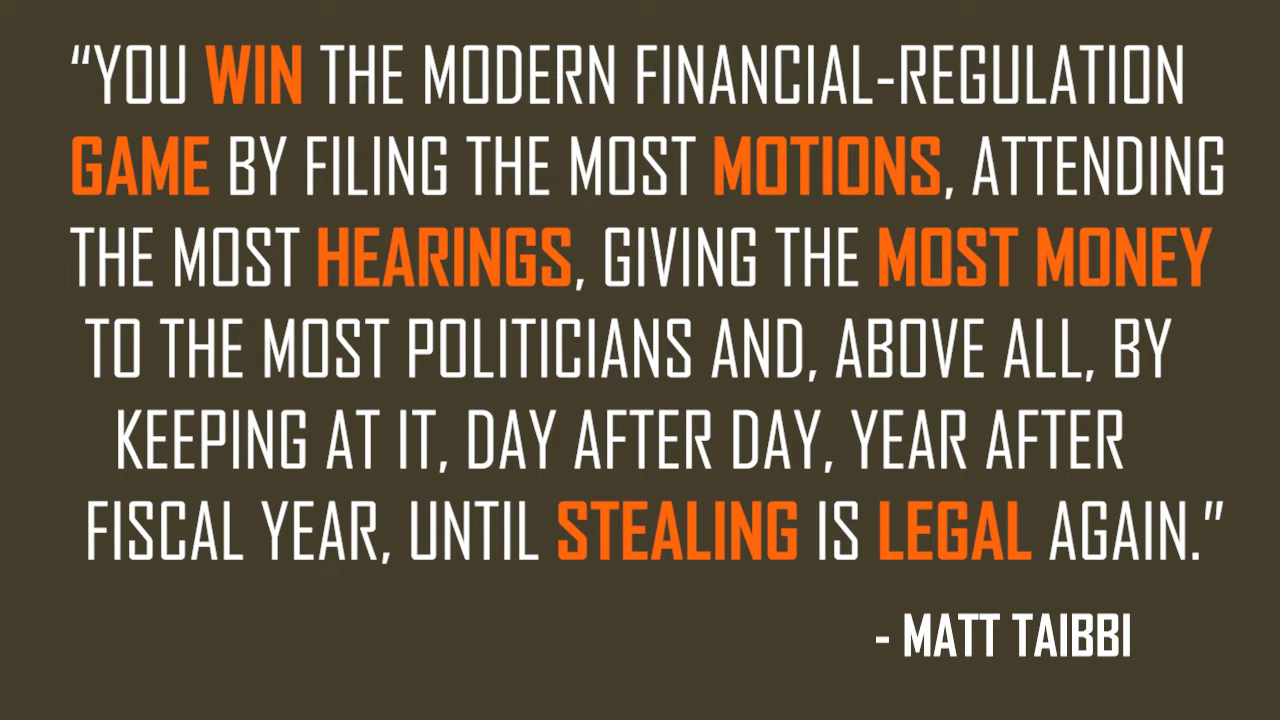 “YOU WIN THE MODERN FINANCIAL-REGULATION
GAME BY FILING THE MOST MOTIONS, ATTENDING
THE MOST HEARINGS, GIVING THE MOST MONEY
TO THE MOST POLITICIANS AND, ABOVE ALL, BY
KEEPING AT IT, DAY AFTER DAY, YEAR AFTER
FISCAL YEAR, UNTIL STEALING IS LEGAL AGAIN.”
- MATT TAIBBI